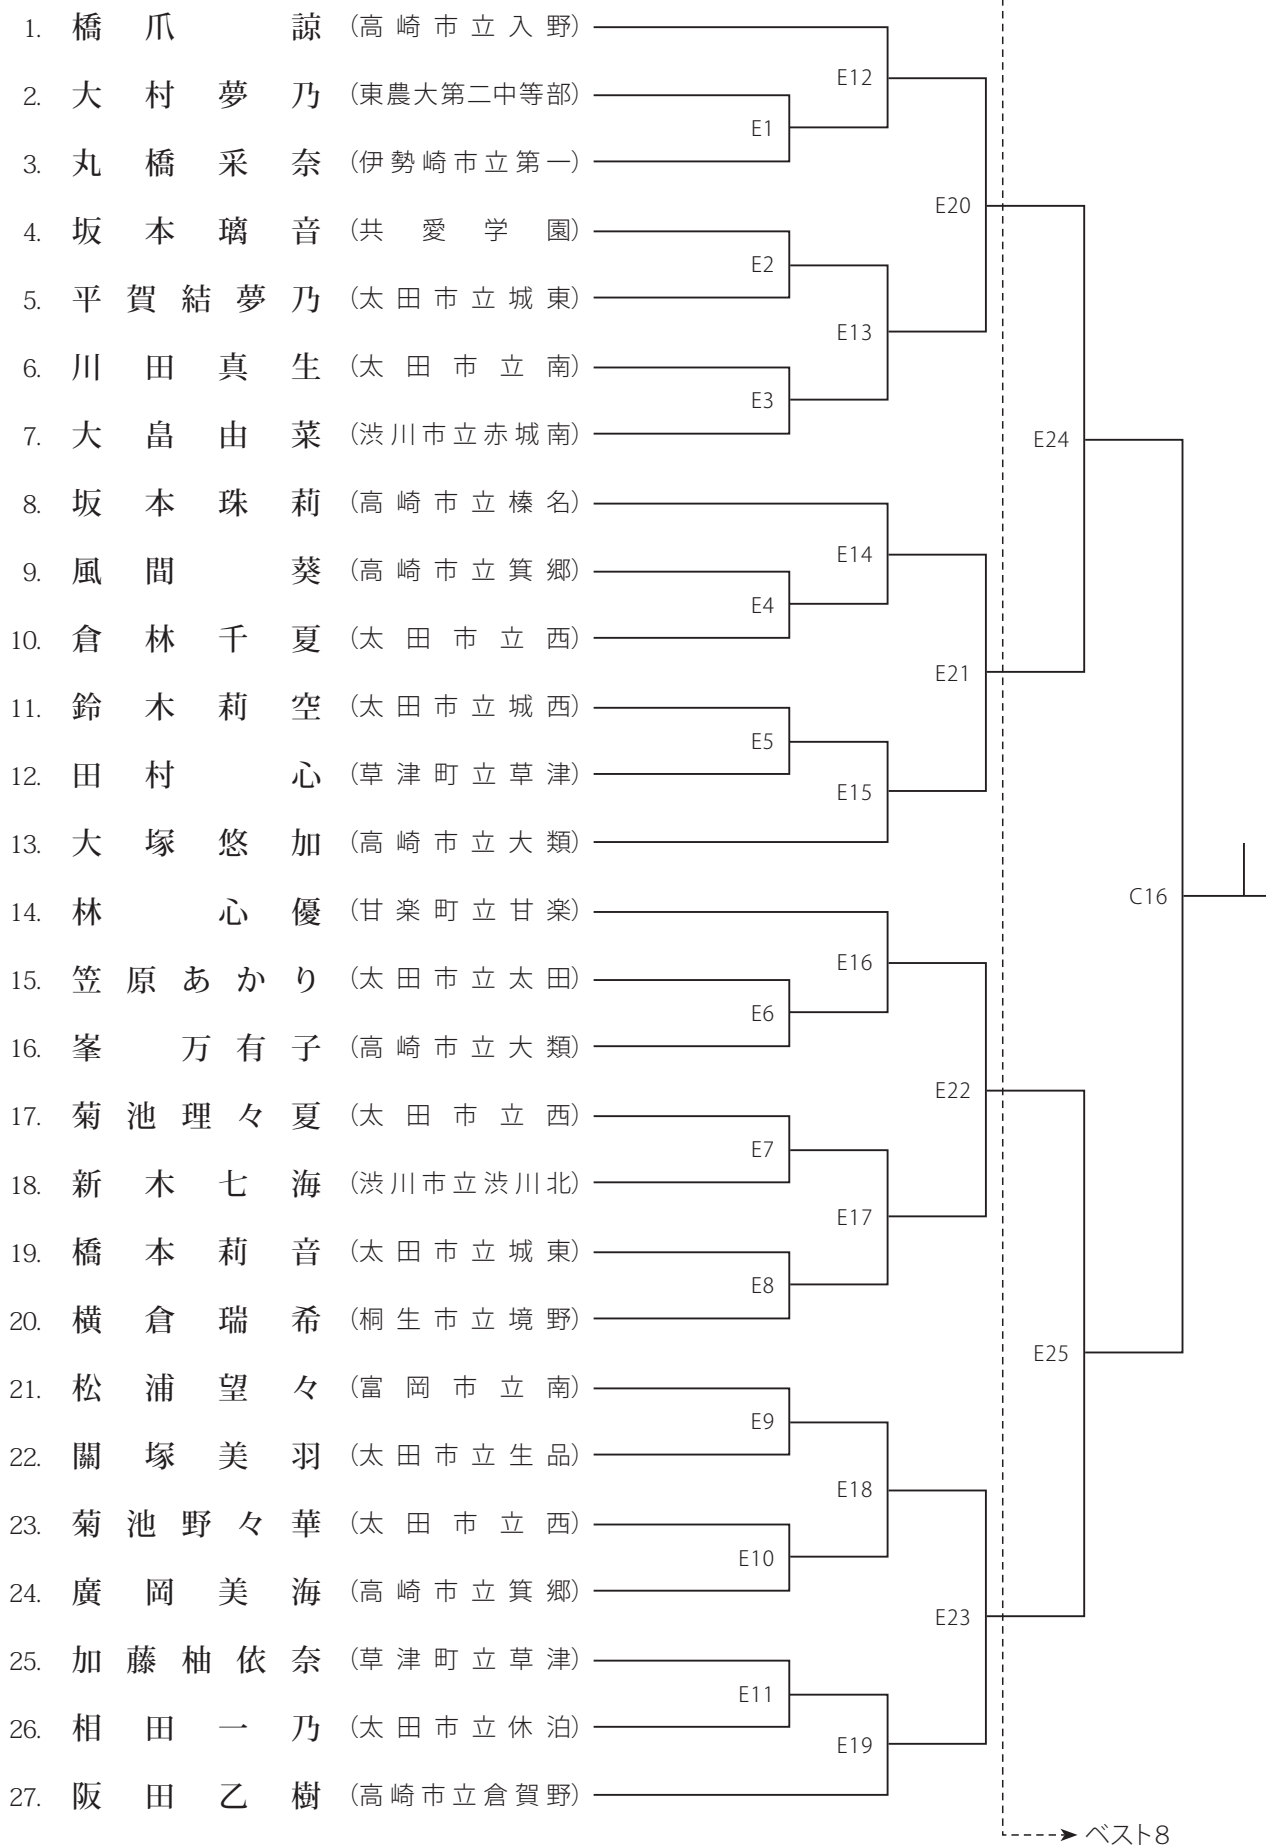 1. 橋爪 諒 (高崎市立入野)
E12
2. 大村夢乃 (東農大第二中等部)
E1
3. 丸橋采奈 (伊勢崎市立第一)
E20
4. 坂本璃音 (共愛学園)
E2
5. 平賀結夢乃 (太田市立城東)
E13
6. 川田真生 (太田市立南)
E3
7. 大畠由菜 (渋川市立赤城南)
E24
8. 坂本珠莉 (高崎市立榛名)
E14
9. 風間 葵 (高崎市立箕郷)
E4
10. 倉林千夏 (太田市立西)
E21
11. 鈴木莉空 (太田市立城西)
E5
12. 田村 心 (草津町立草津)
E15
13. 大塚悠加 (高崎市立大類)
C16
14. 林 心優 (甘楽町立甘楽)
E16
15. 笠原あかり (太田市立太田)
E6
16. 峯 万有子 (高崎市立大類)
E22
17. 菊池理々夏 (太田市立西)
E7
18. 新木七海 (渋川市立渋川北)
E17
19. 橋本莉音 (太田市立城東)
E8
20. 横倉瑞希 (桐生市立境野)
E25
21. 松浦望々 (富岡市立南)
E9
22. 關塚美羽 (太田市立生品)
E18
23. 菊池野々華 (太田市立西)
E10
24. 廣岡美海 (高崎市立箕郷)
E23
25. 加藤柚依奈 (草津町立草津)
E11
26. 相田一乃 (太田市立休泊)
E19
27. 阪田乙樹 (高崎市立倉賀野)
ベスト8